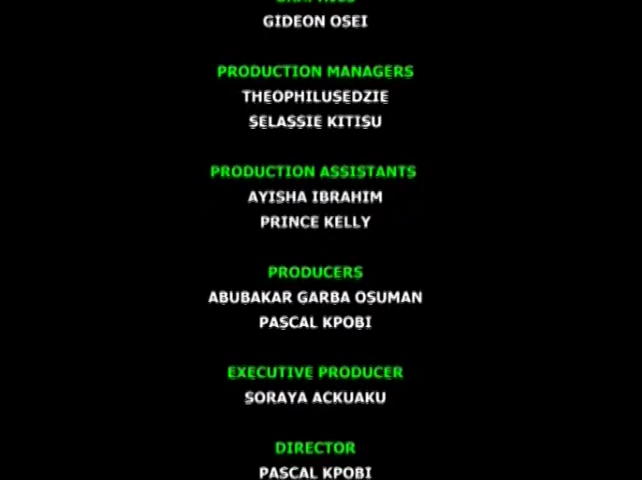 GRAPHICS
GIDEON OSEI
PRODUCTION MANAGERS
THEOPHILUSEDZIE
SELASSIE KITISU
PRODUCTION ASSISTANTS
AYISHA IBRAHIM
PRINCE KELLY
PRODUCERS
ABUBAKAR GARBA OSUMAN
PASCAL KPOBI
EXECUTIVE PRODUCER
SORAYA ACKUAKU
DIRECTOR
PASCAL KPOBI